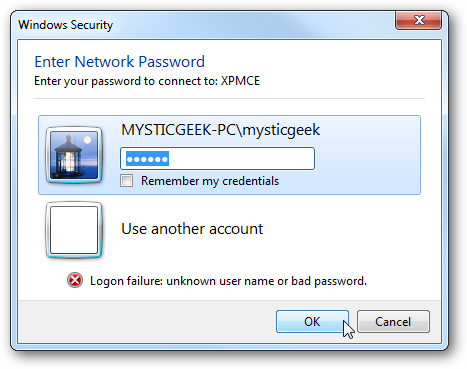 Windows Security
Enter Network Password
Enter your password to connect to: XPMCE
MYSTICGEEK-PC\mysticgeek
••••••
Remember my credentials
Use another account
Logon failure: unknown user name or bad password.
OK
Cancel